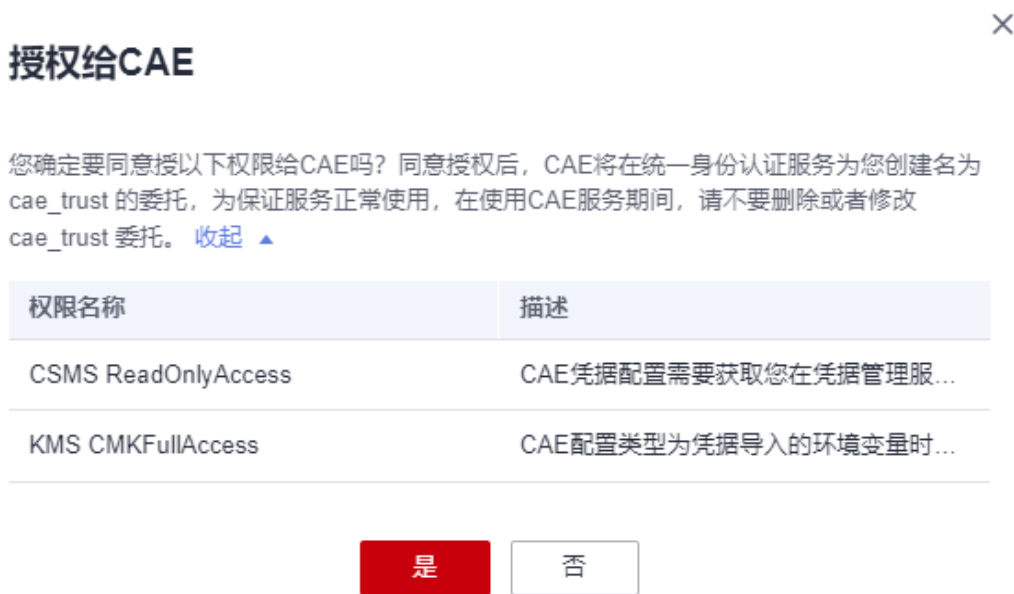 授权给CAE
您确定要同意授以下权限给CAE吗？同意授权后，CAE将在统一身份认证服务为您创建名为
cae_trust 的委托，为保证服务正常使用，在使用CAE服务期间，请不要删除或者修改
cae_trust 委托。 收起
权限名称 描述
CSMS ReadOnlyAccess CAE凭据配置需要获取您在凭据管理服...
KMS CMKFullAccess CAE配置类型为凭据导入的环境变量时...
是 否